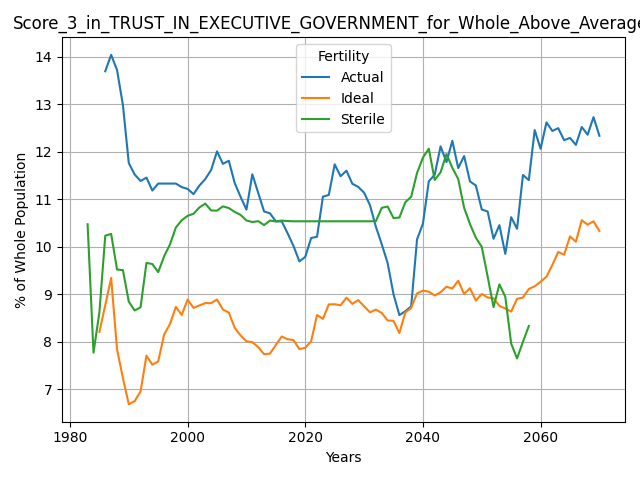 Score_3_in_TRUST_IN_EXECUTIVE_GOVERNMENT_for_Whole_Above_Average
Fertility
Actual
Ideal
Sterile
% of Whole Population
14
13
12
11
10
9
8
7
1980 2000 2020 2040 2060
Years